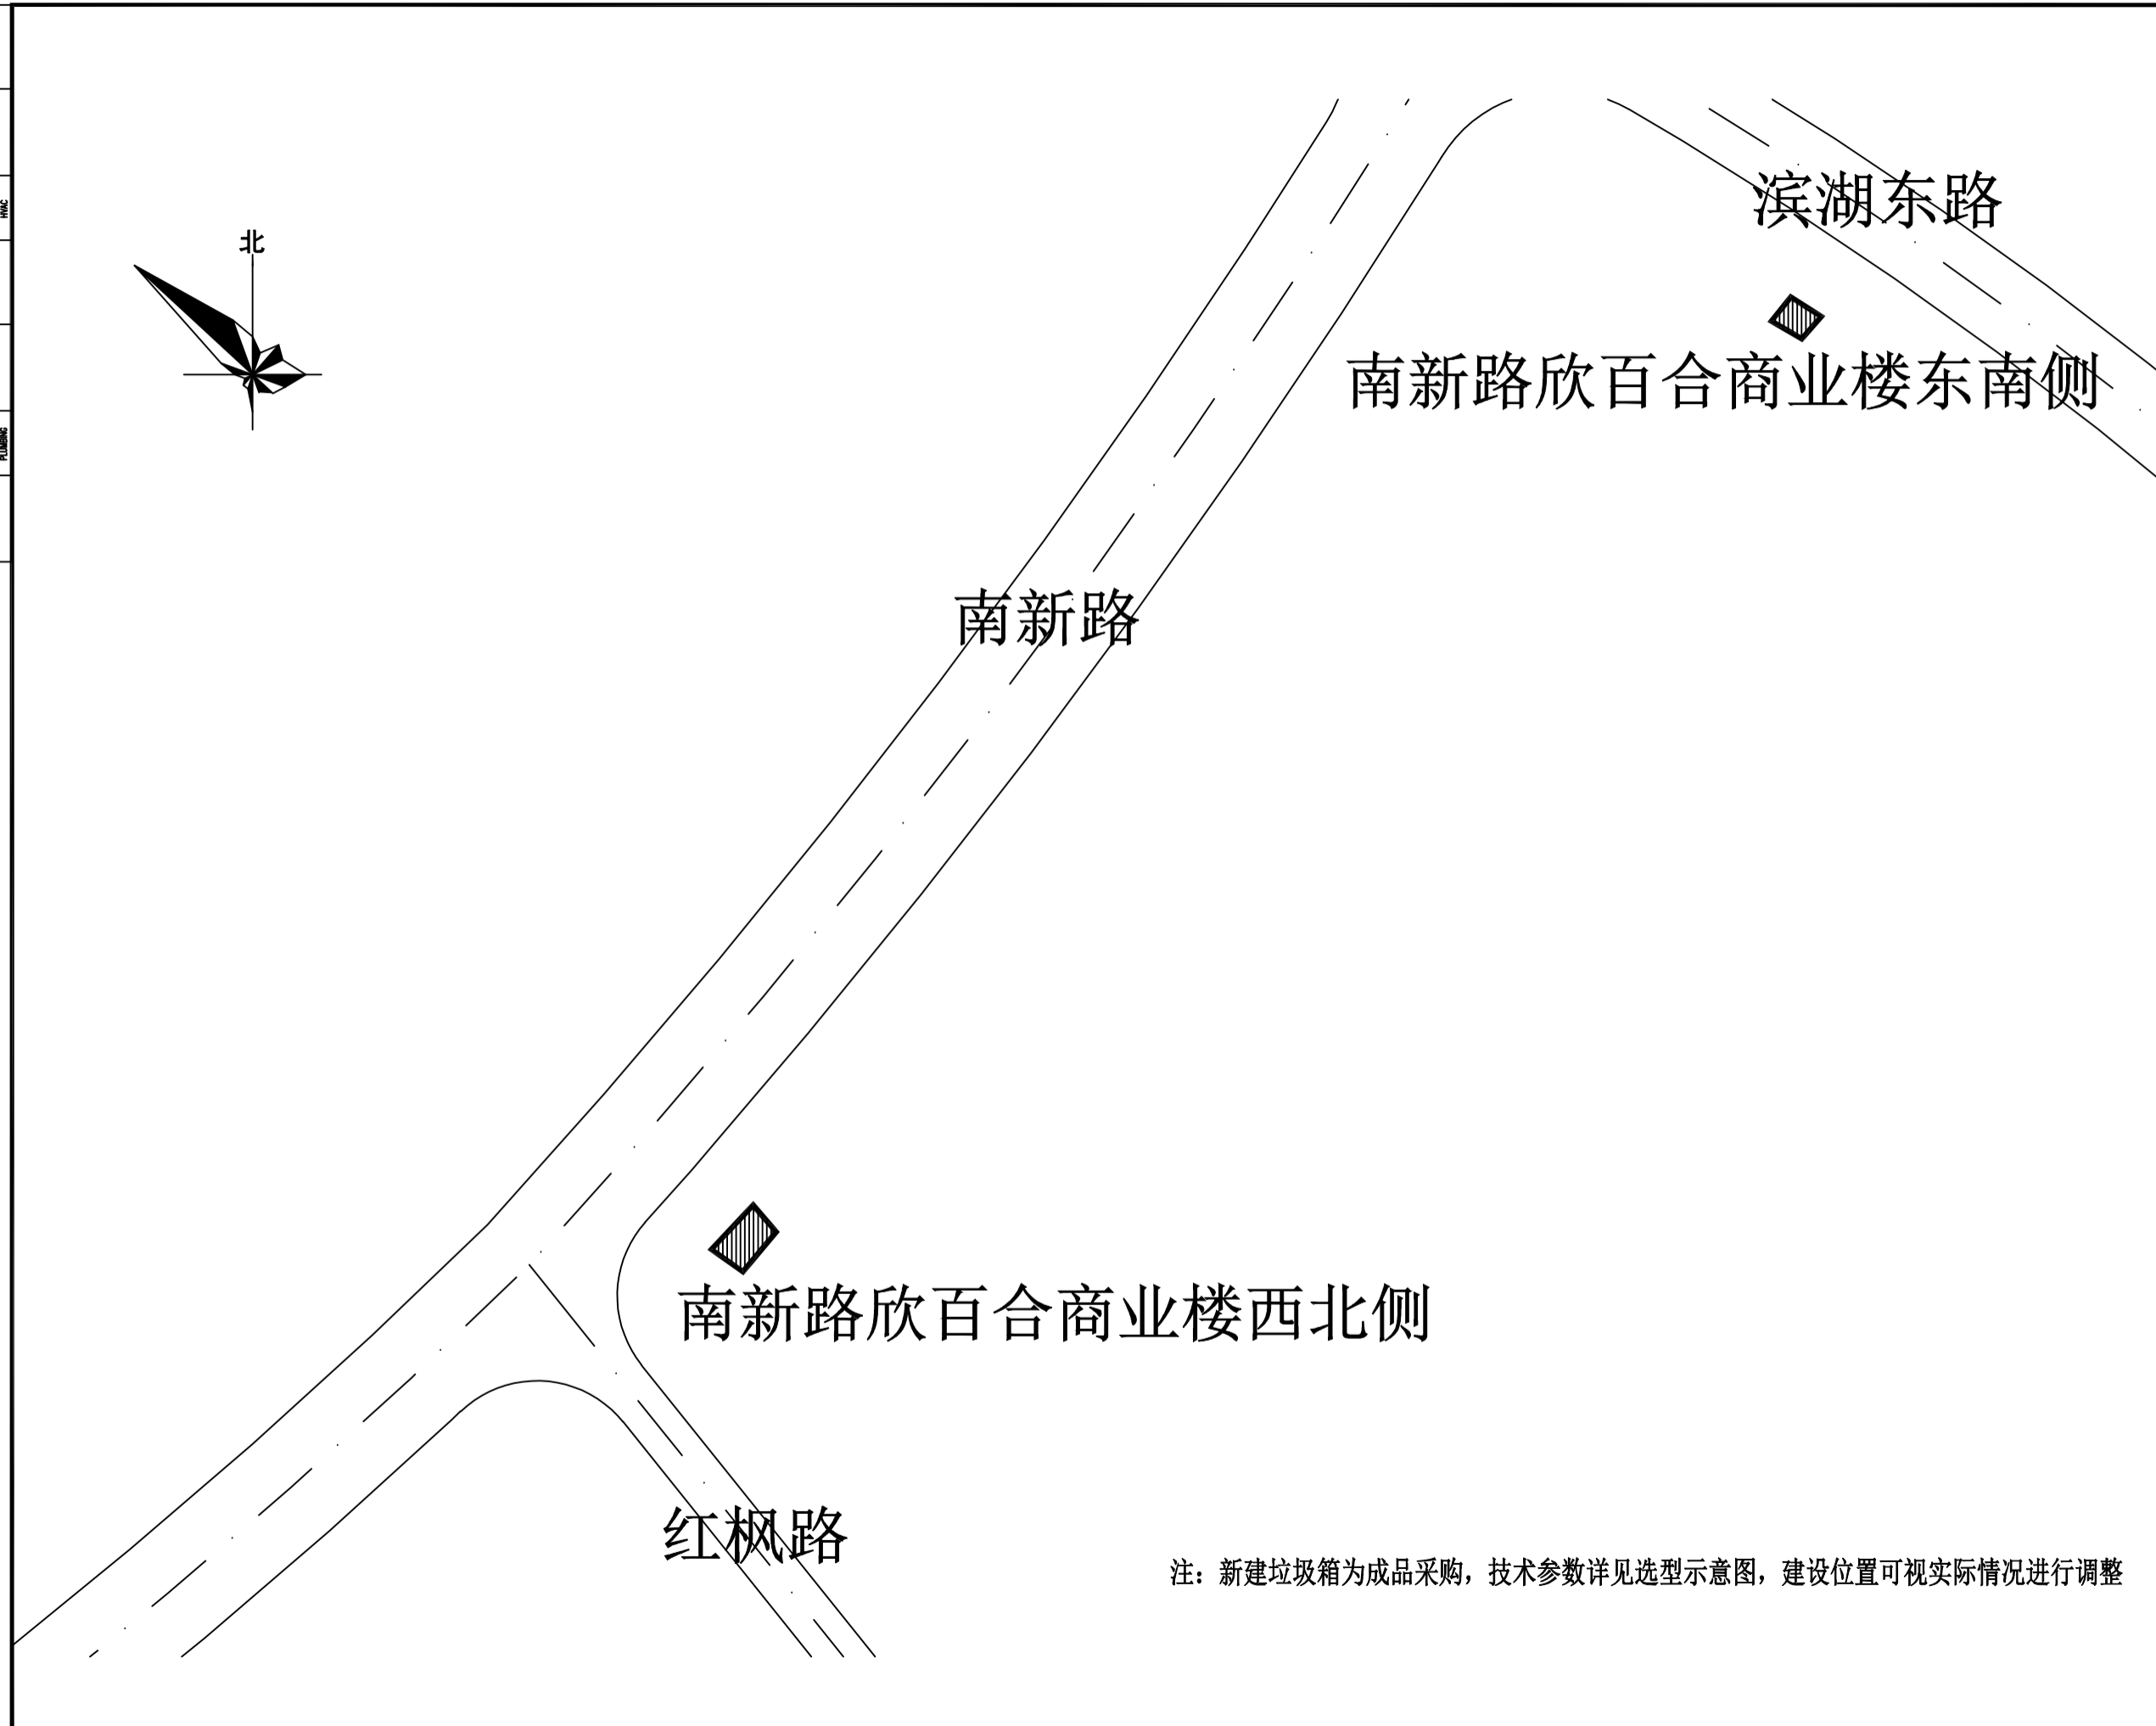 滨湖东路
HVAC
北
南新路欣百合商业楼东南侧
PLUMBING
南新路
南新路欣百合商业楼西北侧
红枫路
注：新建垃圾箱为成品采购，技术参数详见选型示意图，建设位置可视实际情况进行调整